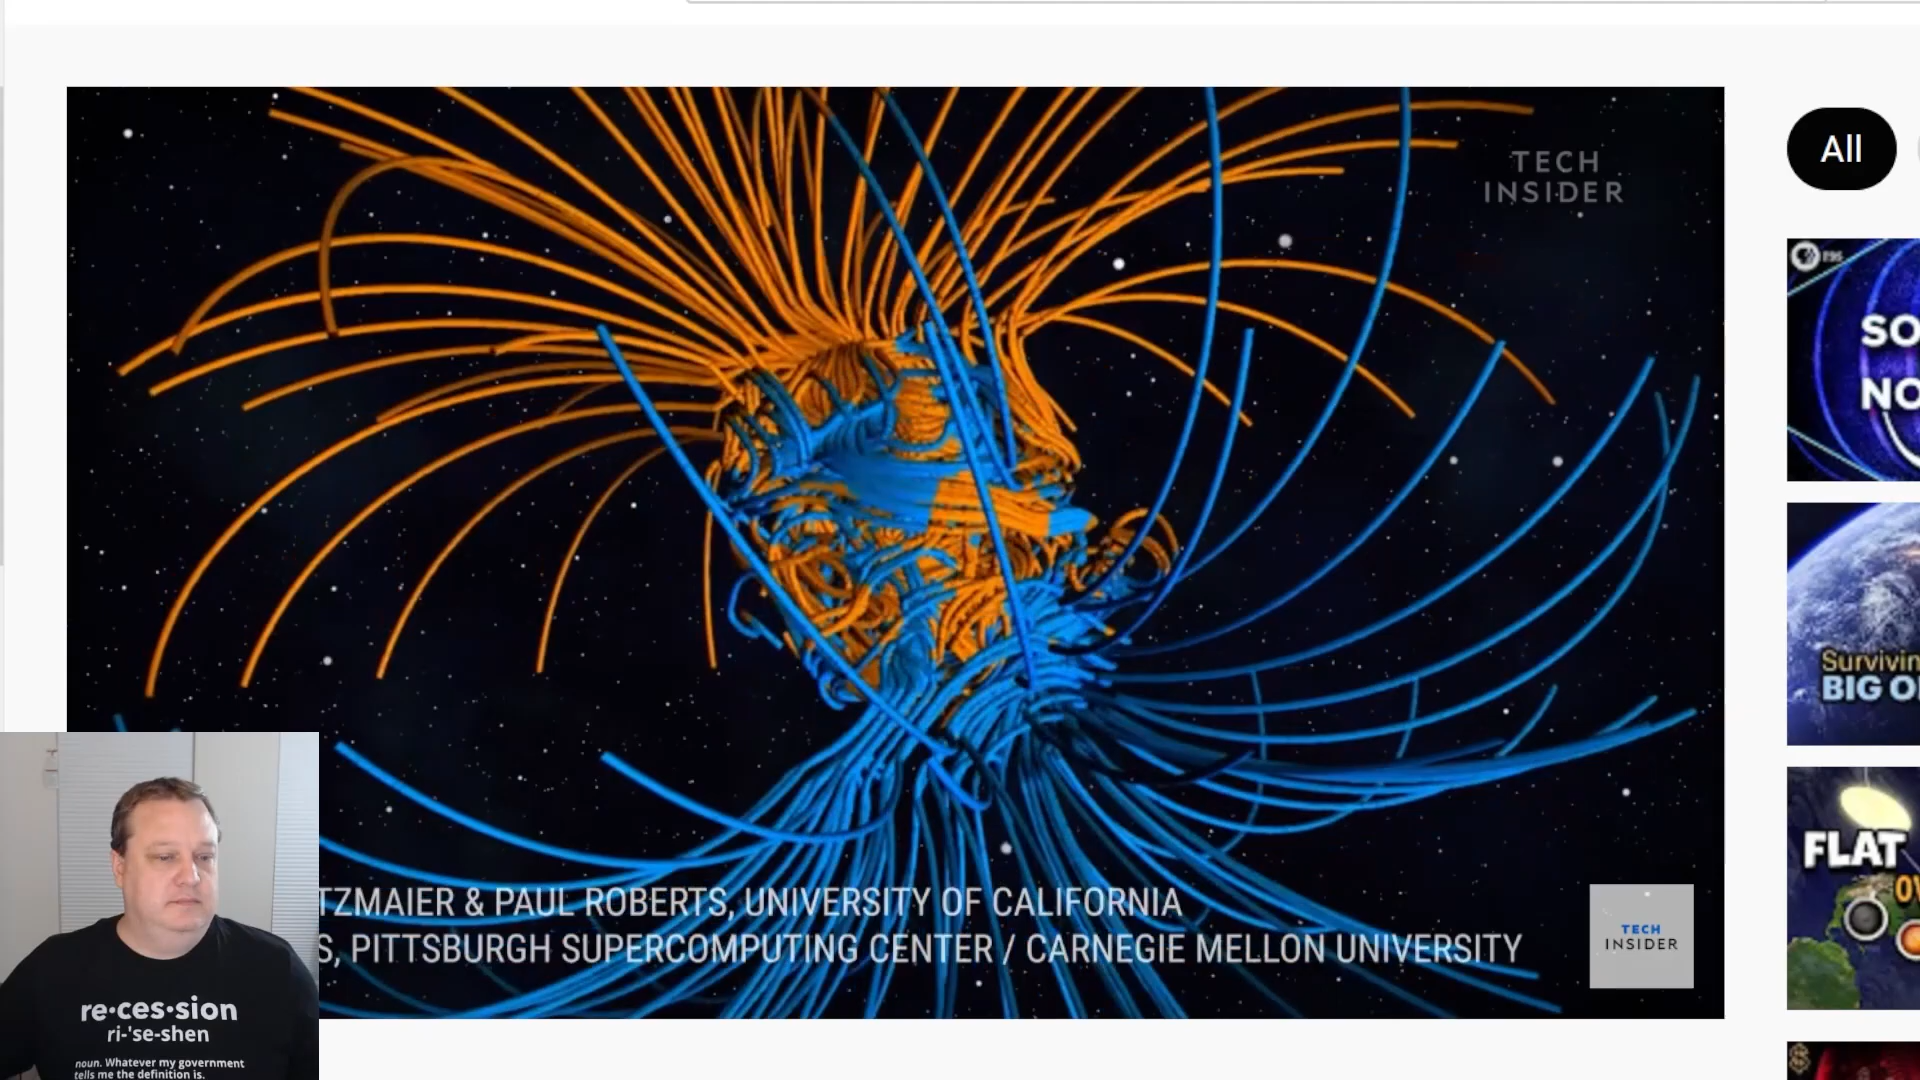 All
TECH
INSIDER
SO
NO
Survivin
BIG O
FLAT
TZMAIER & PAUL ROBERTS, UNIVERSITY OF CALIFORNIA
S, PITTSBURGH SUPERCOMPUTING CENTER / CARNEGIE MELLON UNIVERSITY
TECH
INSIDER
re·ces·sion
ri-'se-shen
noun. Whatever my government
tells me the definition is.